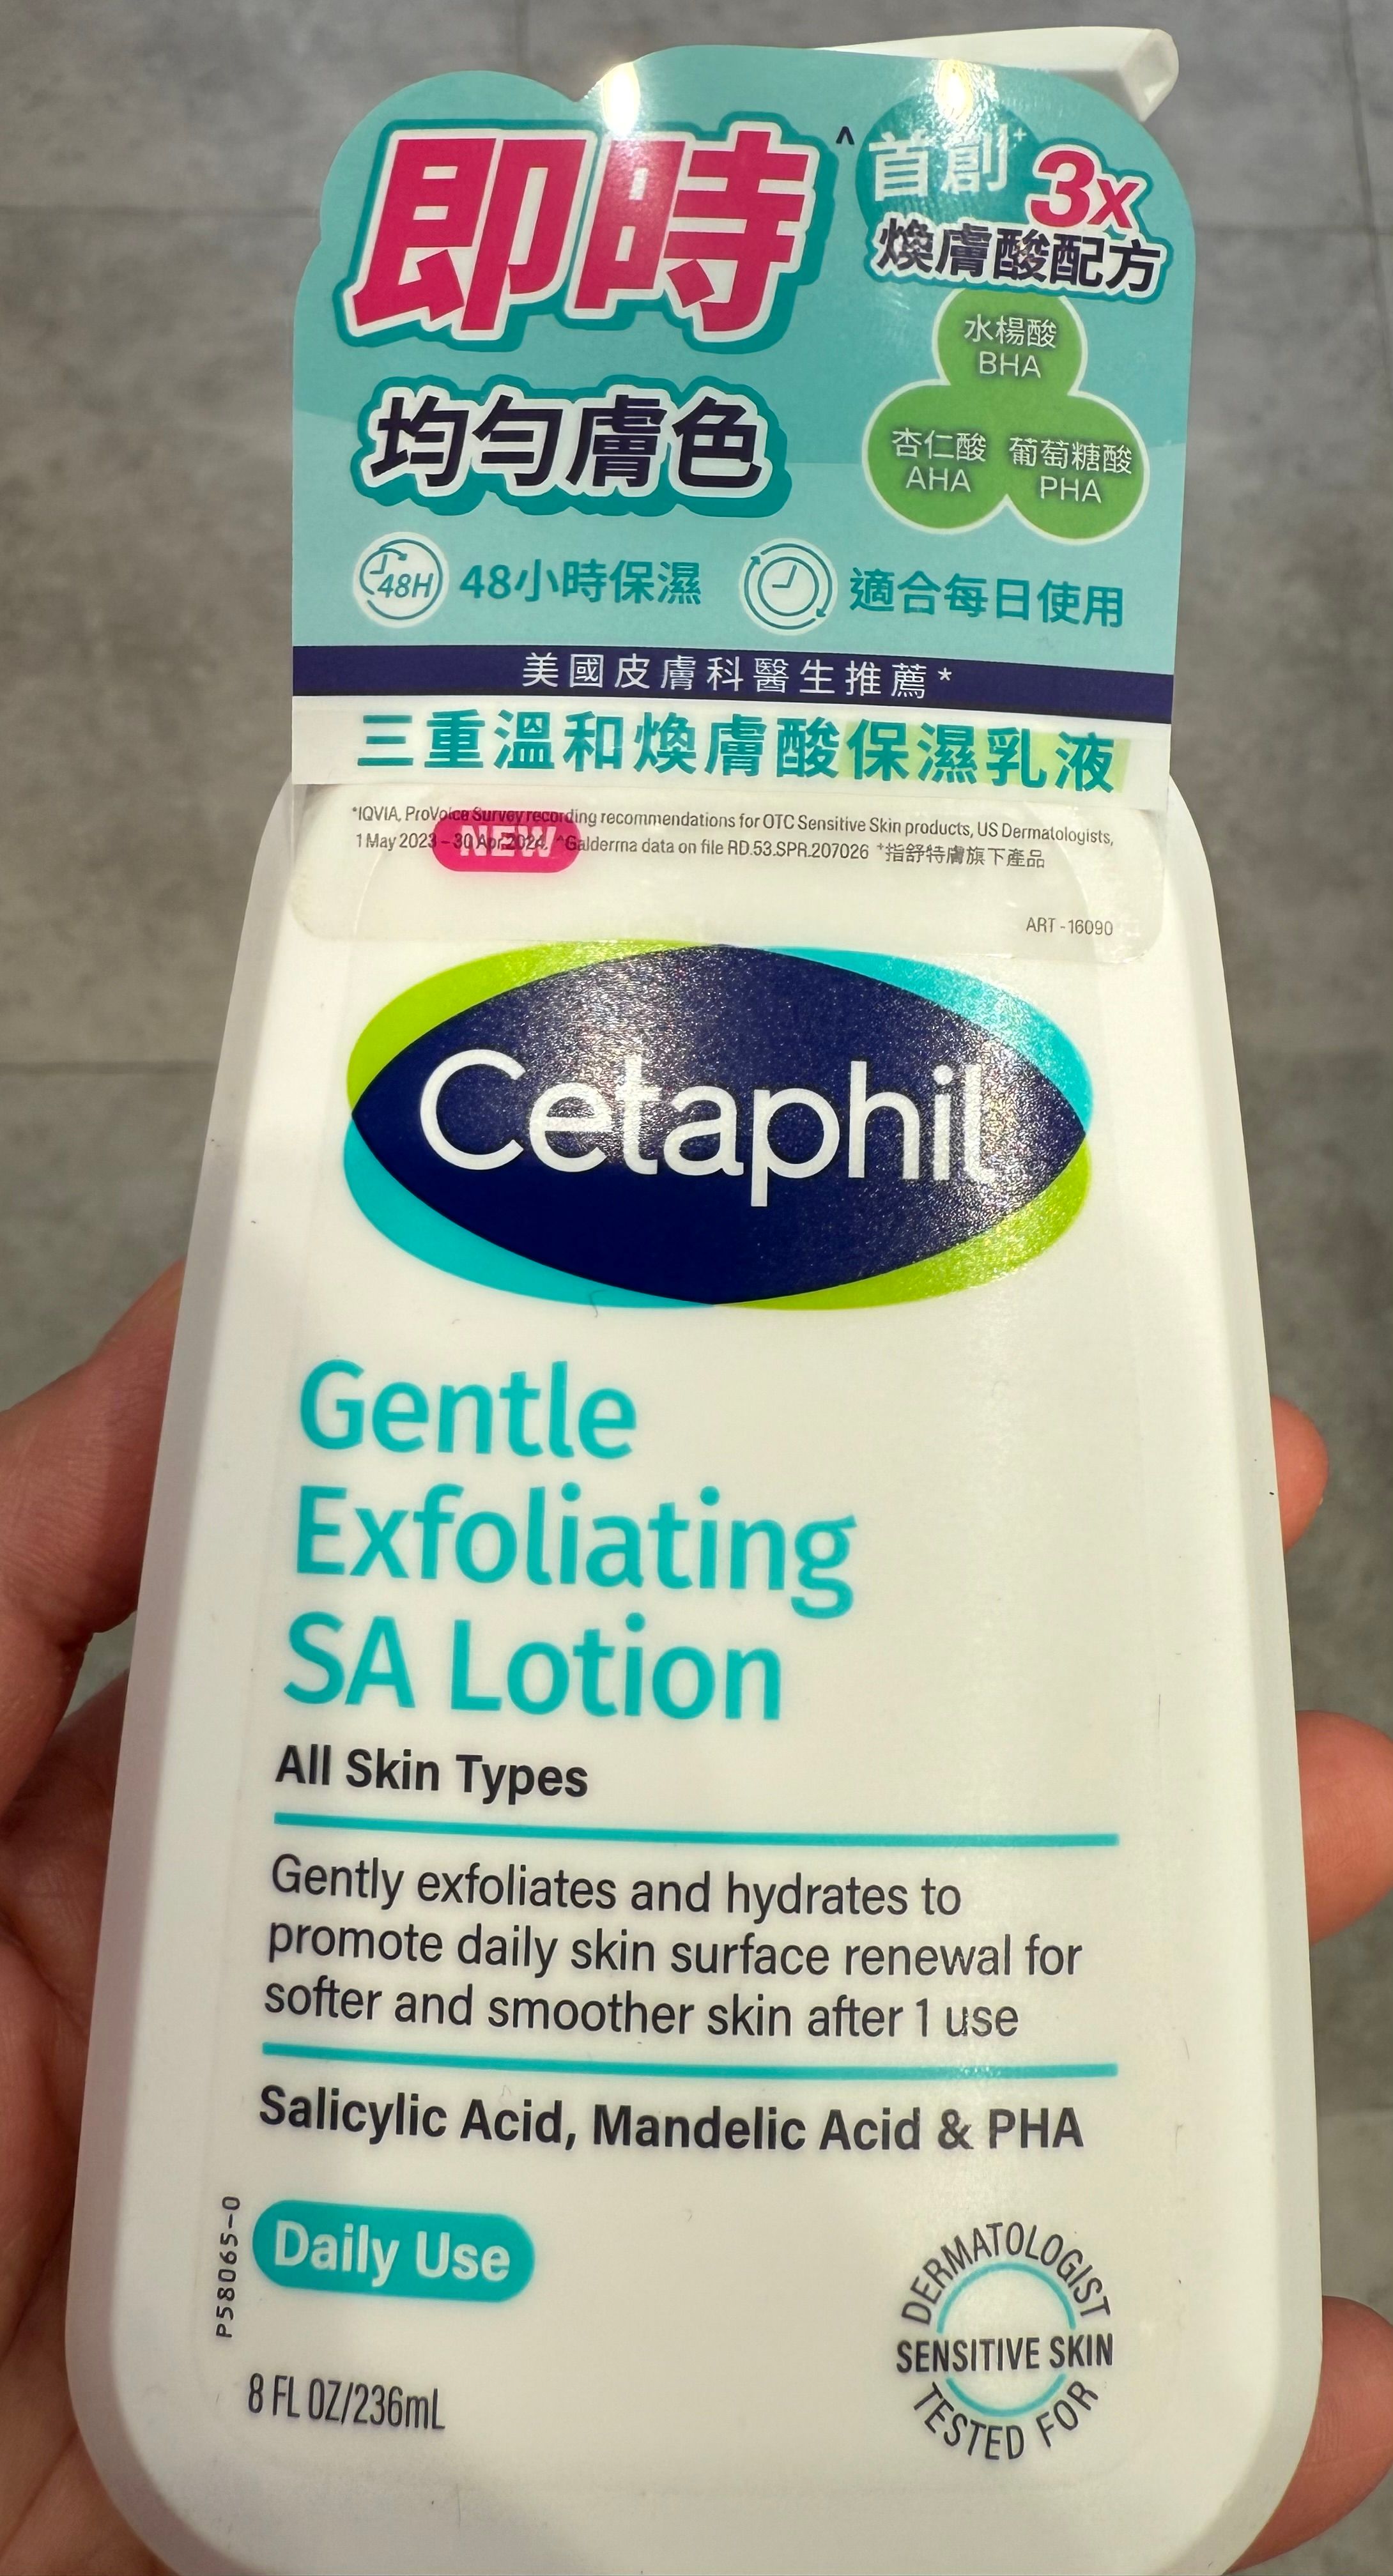 即時^
均勻膚色
首創+ 3x
煥膚酸配方
水楊酸
BHA
杏仁酸
AHA
葡萄糖酸
PHA
48H 48小時保濕
適合每日使用
美國皮膚科醫生推薦*
三重溫和煥膚酸保濕乳液
*IQVIA, ProVoice Survey recording recommendations for OTC Sensitive Skin products, US Dermatologists,
1 May 2023 – 30 Apr 2024. ^Galderma data on file RD.53.SPR.207026 +指舒特膚旗下產品
NEW
ART -16090
Cetaphil
Gentle
Exfoliating
SA Lotion
All Skin Types
Gently exfoliates and hydrates to
promote daily skin surface renewal for
softer and smoother skin after 1 use
Salicylic Acid, Mandelic Acid & PHA
P58065-0
Daily Use
8 FL OZ/236mL
DERMATOLOGIST
SENSITIVE SKIN
TESTED FOR